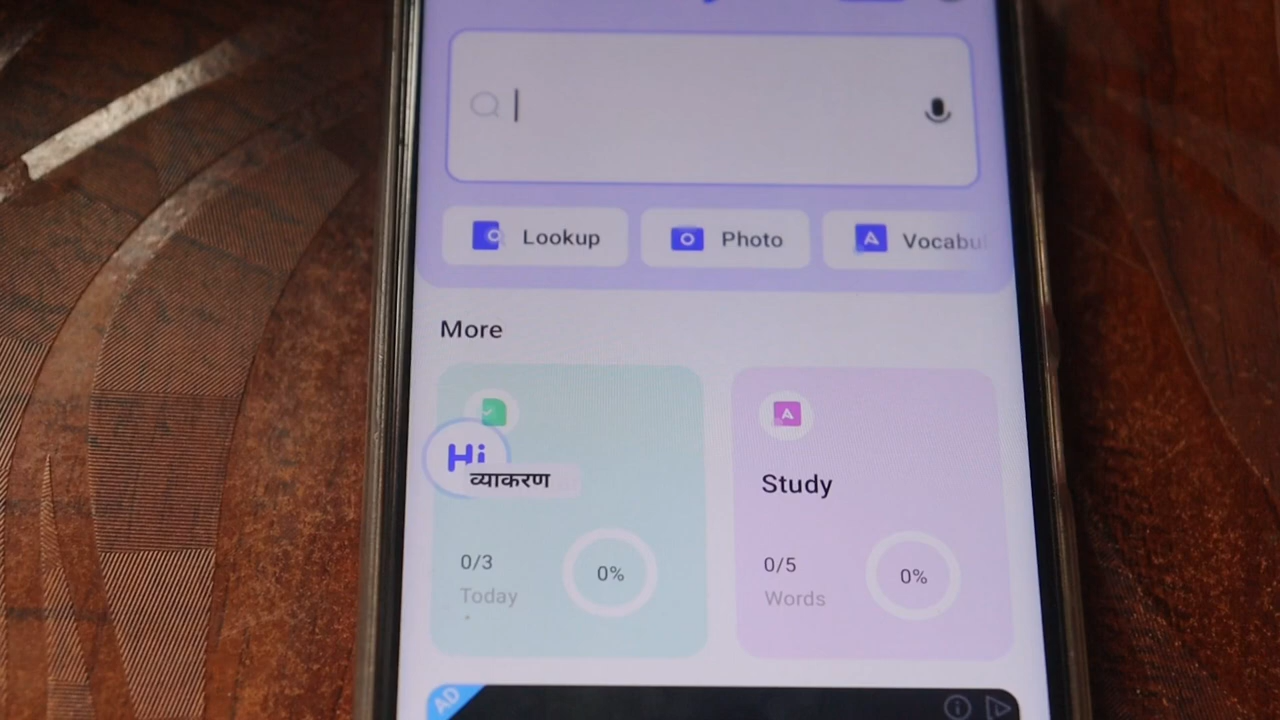 Lookup
Photo
Vocabu
More
Hi
व्याकरण
Study
0/3
0%
Today
0/5
0%
Words
AD